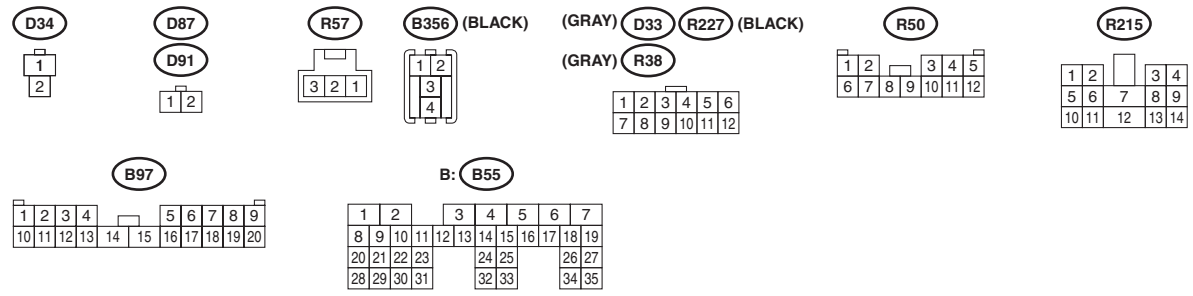 D34 D87 R57 B356 (BLACK) (GRAY) D33 R227 (BLACK) R50 R215
D91 (GRAY) R38
1
2
1 2
3 2 1
1 2
3
4
1 2 3 4 5 6
7 8 9 10 11 12
1 2 3 4 5
6 7 8 9 10 11 12
1 2 3 4
5 6 7 8 9
10 11 12 13 14
B97 B: B55
1 2 3 4 5 6 7 8 9
10 11 12 13 14 15 16 17 18 19 20
1 2 3 4 5 6 7
8 9 10 11 12 13 14 15 16 17 18 19
20 21 22 23 24 25 26 27
28 29 30 31 32 33 34 35